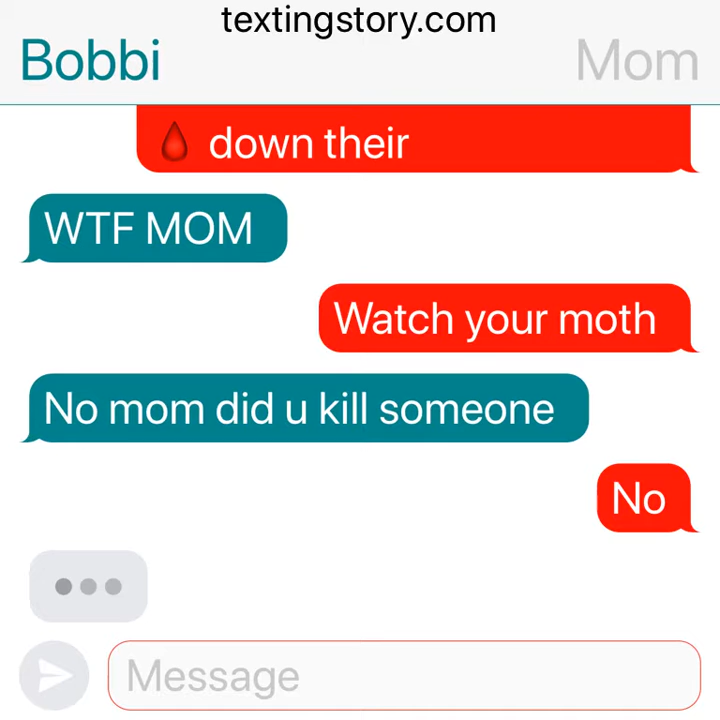 textingstory.com
Bobbi Mom
🩸 down their
WTF MOM
Watch your moth
No mom did u kill someone
No
Message